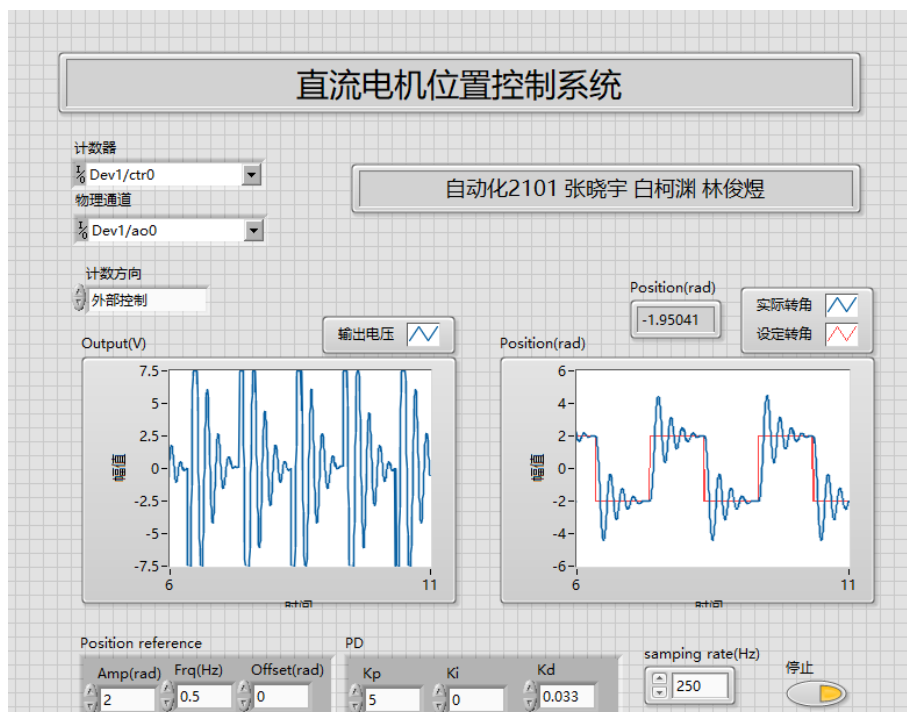 直流电机位置控制系统
计数器
Dev1/ctr0
自动化2101 张晓宇 白柯渊 林俊煜
物理通道
Dev1/ao0
计数方向
外部控制
Position(rad)
-1.95041
实际转角
设定转角
输出电压
Output(V)
7.5
5
2.5
0
-2.5
-5
-7.5
幅值
6
11
时间
Position(rad)
6
4
2
0
-2
-4
-6
幅值
6
11
时间
Position reference
Amp(rad) Frq(Hz) Offset(rad)
2 0.5 0
PD
Kp Ki Kd
5 0 0.033
samping rate(Hz)
250
停止